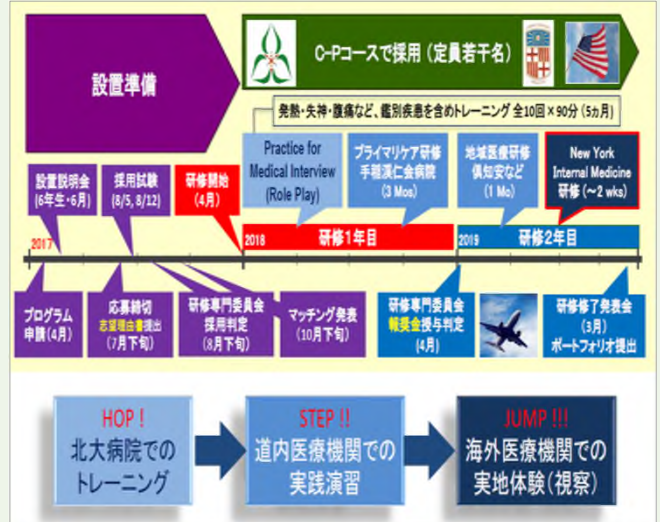 設置準備
C-Pコースで採用（定員若干名）
発熱・失神・腹痛など、鑑別疾患を含めトレーニング 全10回×90分（5ヵ月）
設置説明会
(6年生・6月)
採用試験
(8/5, 8/12)
研修開始
(4月)
Practice for
Medical Interview
(Role Play)
プライマリケア研修
手稲渓仁会病院
(3 Mos)
地域医療研修
倶知安など
(1 Mo)
New York
Internal Medicine
研修（～2 wks）
2017
2018
研修1年目
2019
研修2年目
プログラム
申請(4月)
応募締切
志望理由書提出
(7月下旬)
研修専門委員会
採用判定
(8月下旬)
マッチング発表
(10月下旬)
研修専門委員会
報奨金授与判定
(4月)
研修修了発表会
(3月)
ポートフォリオ提出
HOP !
北大病院での
トレーニング
STEP !!
道内医療機関での
実践演習
JUMP !!!
海外医療機関での
実地体験（視察）